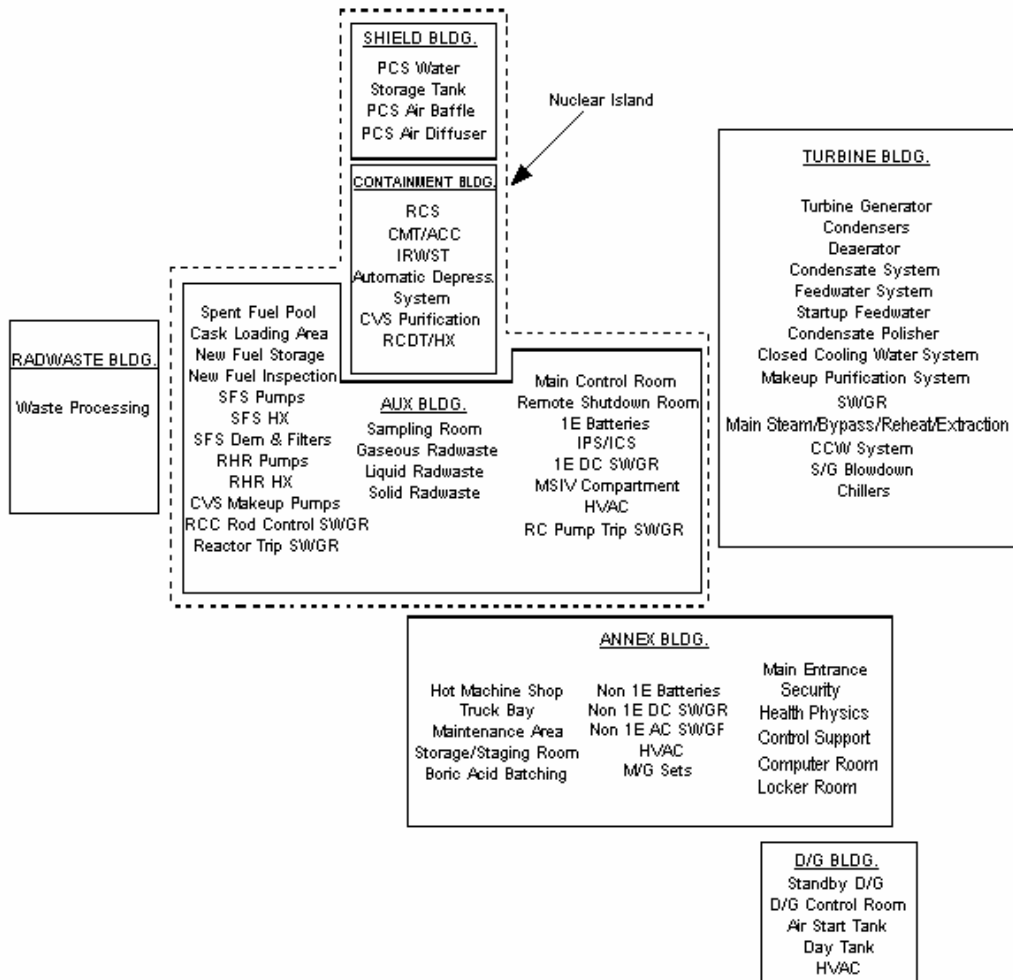 SHIELD BLDG.
PCS Water
Storage Tank
PCS Air Baffle
PCS Air Diffuser
Nuclear Island
CONTAINMENT BLDG.
RCS
CMT/ACC
IRWST
Automatic Depress.
System
CVS Purification
RCDT/HX
TURBINE BLDG.
Turbine Generator
Condensers
Deaerator
Condensate System
Feedwater System
Startup Feedwater
Condensate Polisher
Closed Cooling Water System
Makeup Purification System
SWGR
Main Steam/Bypass/Reheat/Extraction
CCW System
S/G Blowdown
Chillers
RADWASTE BLDG.
Waste Processing
Spent Fuel Pool
Cask Loading Area
New Fuel Storage
New Fuel Inspection
SFS Pumps
SFS HX
SFS Dem & Filters
RHR Pumps
RHR HX
CVS Makeup Pumps
RCC Rod Control SWGR
Reactor Trip SWGR
AUX BLDG.
Sampling Room
Gaseous Radwaste
Liquid Radwaste
Solid Radwaste
Main Control Room
Remote Shutdown Room
1E Batteries
IPS/ICS
1E DC SWGR
MSIV Compartment
HVAC
RC Pump Trip SWGR
ANNEX BLDG.
Hot Machine Shop
Truck Bay
Maintenance Area
Storage/Staging Room
Boric Acid Batching
Non 1E Batteries
Non 1E DC SWGR
Non 1E AC SWGR
HVAC
M/G Sets
Main Entrance
Security
Health Physics
Control Support
Computer Room
Locker Room
D/G BLDG.
Standby D/G
D/G Control Room
Air Start Tank
Day Tank
HVAC